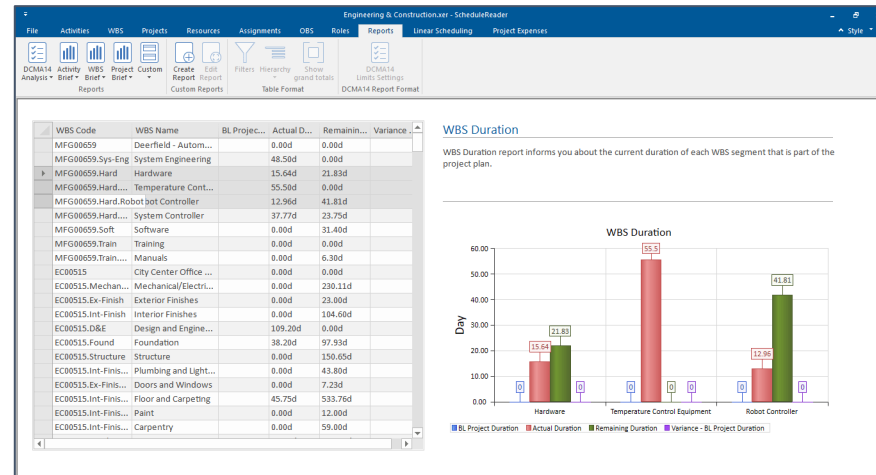 Engineering & Construction.xer - ScheduleReader
File Activities WBS Projects Resources Assignments OBS Roles Reports Linear Scheduling Project Expenses Style
DCMA14 Analysis Activity Brief WBS Brief Project Brief Custom Create Report Edit Report Filters Hierarchy Show grand totals DCMA14 Limits Settings
Reports Custom Reports Table Format DCMA14 Report Format
WBS Code WBS Name BL Projec... Actual D... Remainin... Variance ...
MFG00659 Deerfield - Autom... 0.00d 0.00d
MFG00659.Sys-Eng System Engineering 48.50d 0.00d
MFG00659.Hard Hardware 15.64d 21.83d
MFG00659.Hard.... Temperature Cont... 55.50d 0.00d
MFG00659.Hard.Robot bot Controller 12.96d 41.81d
MFG00659.Hard.... System Controller 37.77d 23.75d
MFG00659.Soft Software 0.00d 31.40d
MFG00659.Train Training 0.00d 0.00d
MFG00659.Train.... Manuals 0.00d 6.30d
EC00515 City Center Office ... 0.00d 0.00d
EC00515.Mechan... Mechanical/Electri... 0.00d 230.11d
EC00515.Ex-Finish Exterior Finishes 0.00d 23.00d
EC00515.Int-Finish Interior Finishes 0.00d 104.60d
EC00515.D&E Design and Engine... 109.20d 0.00d
EC00515.Found Foundation 38.20d 97.93d
EC00515.Structure Structure 0.00d 150.65d
EC00515.Int-Finis... Plumbing and Light... 0.00d 43.80d
EC00515.Ex-Finis... Doors and Windows 0.00d 7.23d
EC00515.Int-Finis... Floor and Carpeting 45.75d 533.76d
EC00515.Int-Finis... Paint 0.00d 12.00d
EC00515.Int-Finis... Carpentry 0.00d 59.00d
WBS Duration
WBS Duration report informs you about the current duration of each WBS segment that is part of the
project plan.
WBS Duration
60.00
50.00
40.00
30.00
20.00
10.00
0.00
Day
0 15.64 21.83 0
0 55.5 0 0
0 12.96 41.81 0
Hardware Temperature Control Equipment Robot Controller
BL Project Duration Actual Duration Remaining Duration Variance - BL Project Duration